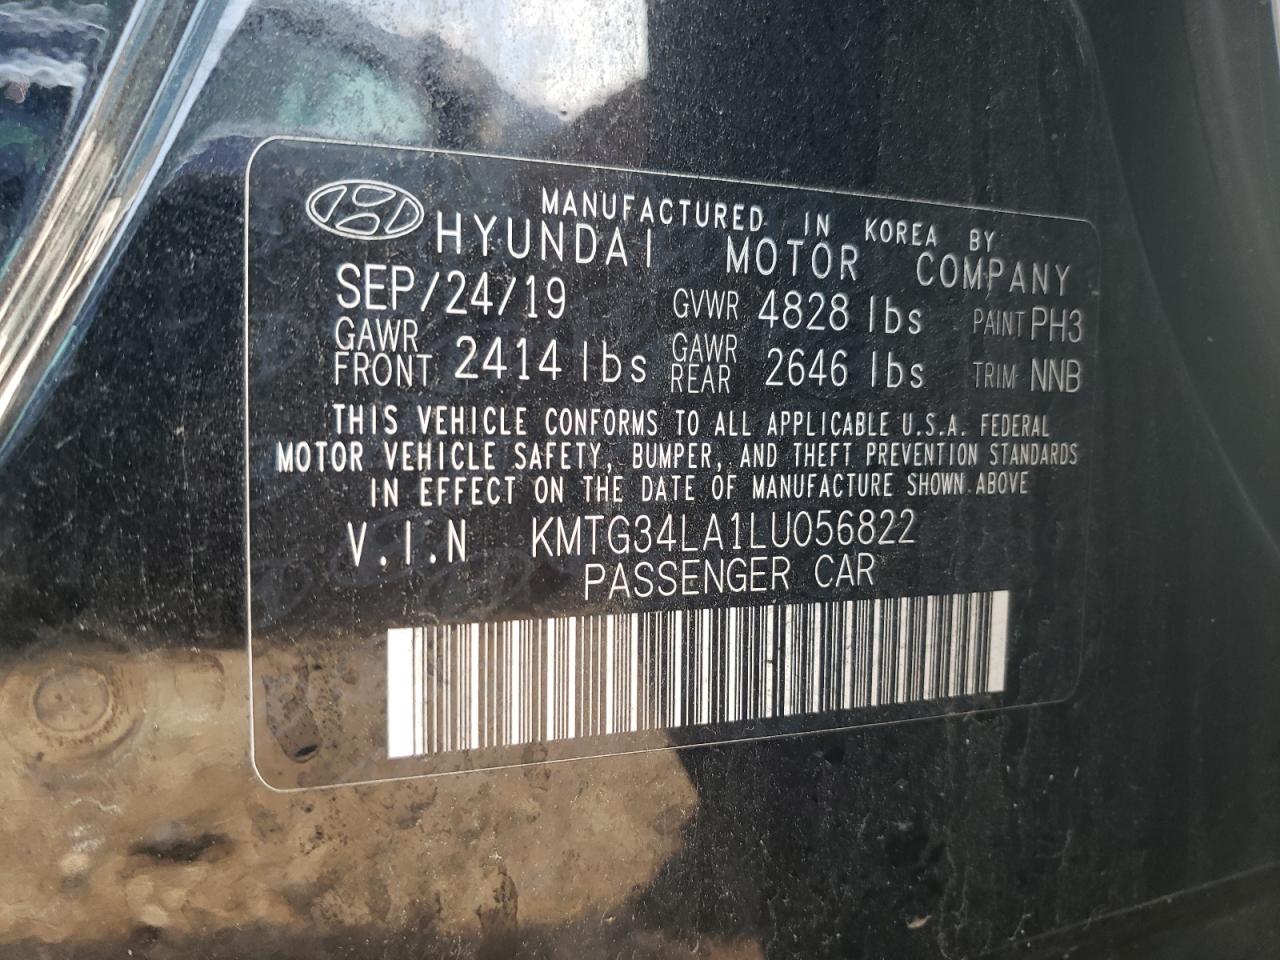 MANUFACTURED IN KOREA BY
HYUNDAI MOTOR COMPANY
SEP/24/19 GVWR 4828 lbs PAINT PH3
GAWR FRONT 2414 lbs GAWR REAR 2646 lbs TRIM NNB
THIS VEHICLE CONFORMS TO ALL APPLICABLE U.S.A. FEDERAL
MOTOR VEHICLE SAFETY, BUMPER, AND THEFT PREVENTION STANDARDS
IN EFFECT ON THE DATE OF MANUFACTURE SHOWN ABOVE
V.I.N KMTG34LA1LU056822
PASSENGER CAR